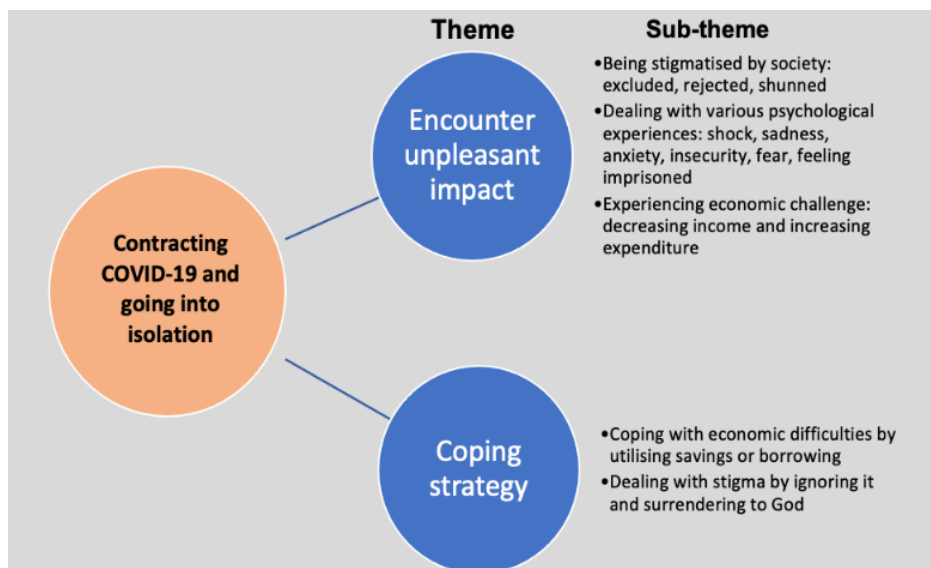 Theme
Sub-theme
Encounter
unpleasant
impact
•Being stigmatised by society:
excluded, rejected, shunned
•Dealing with various psychological
experiences: shock, sadness,
anxiety, insecurity, fear, feeling
imprisoned
•Experiencing economic challenge:
decreasing income and increasing
expenditure
Contracting
COVID-19 and
going into
isolation
Coping
strategy
•Coping with economic difficulties by
utilising savings or borrowing
•Dealing with stigma by ignoring it
and surrendering to God